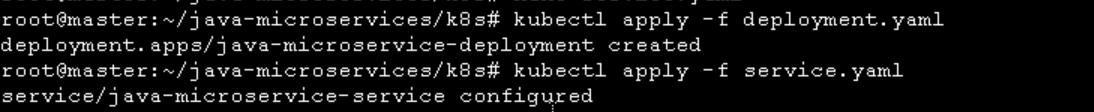 root@master:~/java-microservices/k8s# kubectl apply -f deployment.yaml
deployment.apps/java-microservice-deployment created
root@master:~/java-microservices/k8s# kubectl apply -f service.yaml
service/java-microservice-service configured